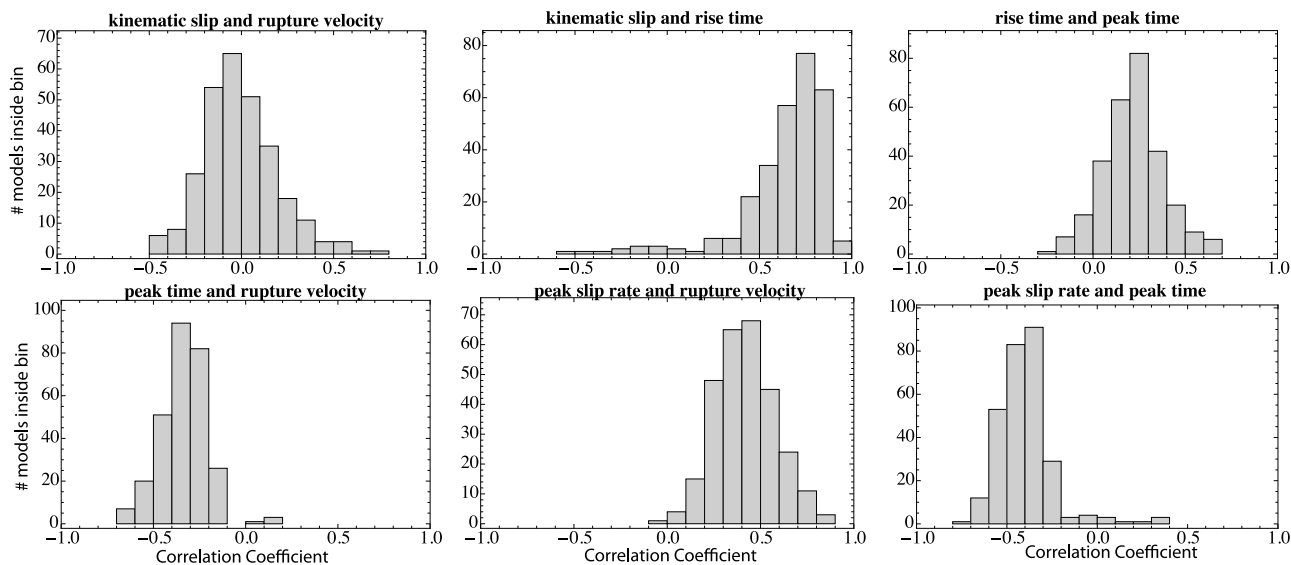 kinematic slip and rupture velocity
kinematic slip and rise time
rise time and peak time
# models inside bin
70
60
50
40
30
20
10
0
-1.0 -0.5 0.0 0.5 1.0
80
60
40
20
0
-1.0 -0.5 0.0 0.5 1.0
80
60
40
20
0
-1.0 -0.5 0.0 0.5 1.0
peak time and rupture velocity
peak slip rate and rupture velocity
peak slip rate and peak time
# models inside bin
100
80
60
40
20
0
-1.0 -0.5 0.0 0.5 1.0
Correlation Coefficient
70
60
50
40
30
20
10
0
-1.0 -0.5 0.0 0.5 1.0
Correlation Coefficient
100
80
60
40
20
0
-1.0 -0.5 0.0 0.5 1.0
Correlation Coefficient